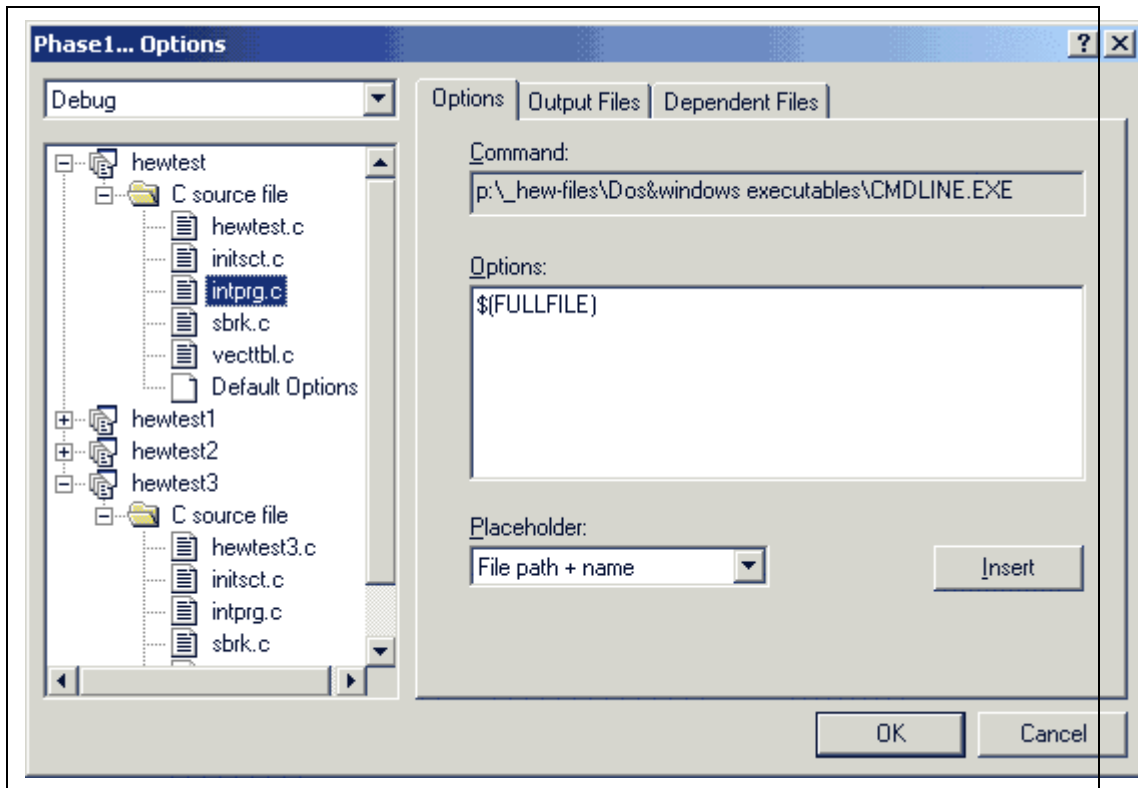 Phase1... Options
Debug
hewtest
C source file
hewtest.c
initsct.c
intprg.c
sbrk.c
vecttbl.c
Default Options
hewtest1
hewtest2
hewtest3
C source file
hewtest3.c
initsct.c
intprg.c
sbrk.c
Options
Output Files
Dependent Files
Command:
p:\_hew-files\Dos&windows executables\CMDLINE.EXE
Options:
$(FULLFILE)
Placeholder:
File path + name
Insert
OK
Cancel